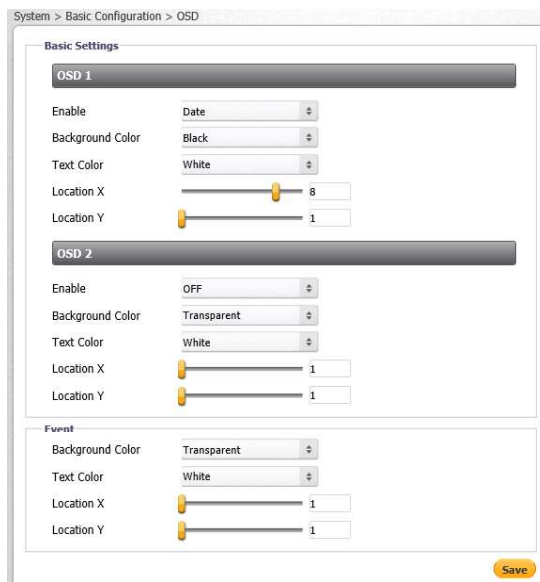 System > Basic Configuration > OSD
Basic Settings
OSD 1
Enable Date
Background Color Black
Text Color White
Location X 8
Location Y 1
OSD 2
Enable OFF
Background Color Transparent
Text Color White
Location X 1
Location Y 1
Event
Background Color Transparent
Text Color White
Location X 1
Location Y 1
Save